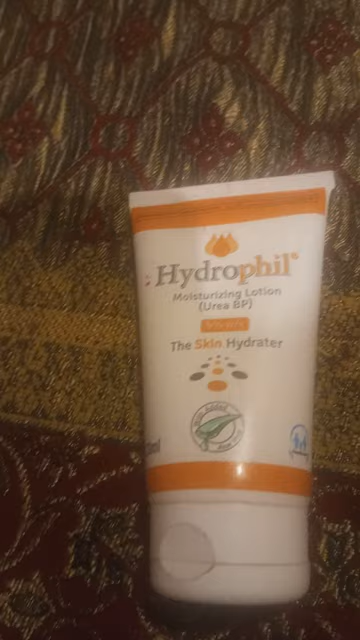 Hydrophil®
Moisturizing Lotion
(Urea BP)
The Skin Hydrater